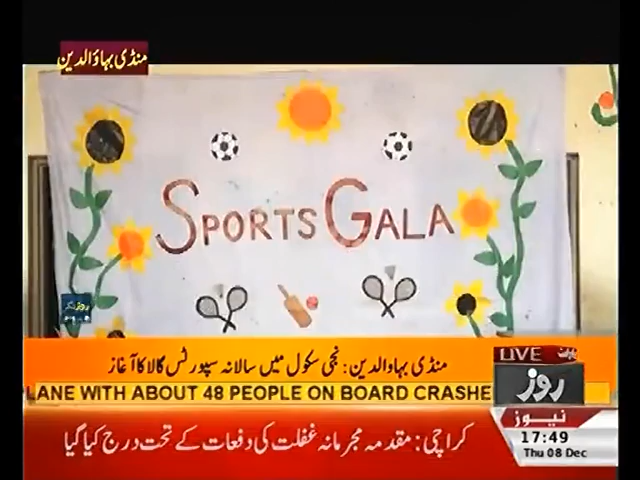 منڈی بہاؤالدین
SPORTS GALA
منڈی بہاوالدین: نجی سکول میں سالانہ سپورٹس گالا کا آغاز
LIVE
روز
نیوز
PLANE WITH ABOUT 48 PEOPLE ON BOARD CRASHE
کراچی: مقدمہ مجرمانہ غفلت کی دفعات کے تحت درج کیا گیا
17:49
Thu 08 Dec